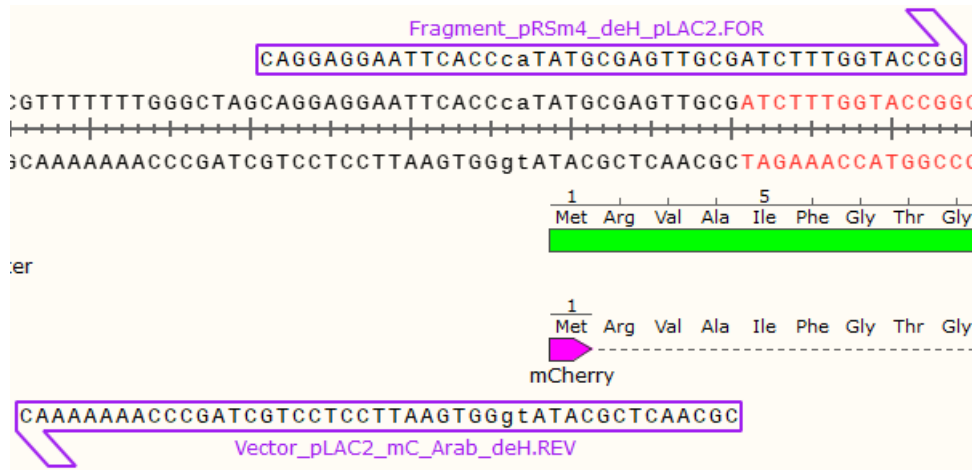 Fragment_pRSm4_deH_pLAC2.FOR
CAGGAGGAATTCACCcaTATGCGAGTTGCGATCTTTGGTACCGG
CGTTTTTTTGGGCTAGCAGGAGGAATTCACCcaTATGCGAGTTGCGATCTTTGGTACCGGC
GCAAAAAAACCCGATCGTCCTCCTTAAGTGGgtATACGCTCAACGCTAGAAACCATGGCCG
1 5
Met Arg Val Ala Ile Phe Gly Thr Gly
ter
1
Met Arg Val Ala Ile Phe Gly Thr Gly
mCherry
CAAAAAAACCCGATCGTCCTCCTTAAGTGGgtATACGCTCAACGC
Vector_pLAC2_mC_Arab_deH.REV